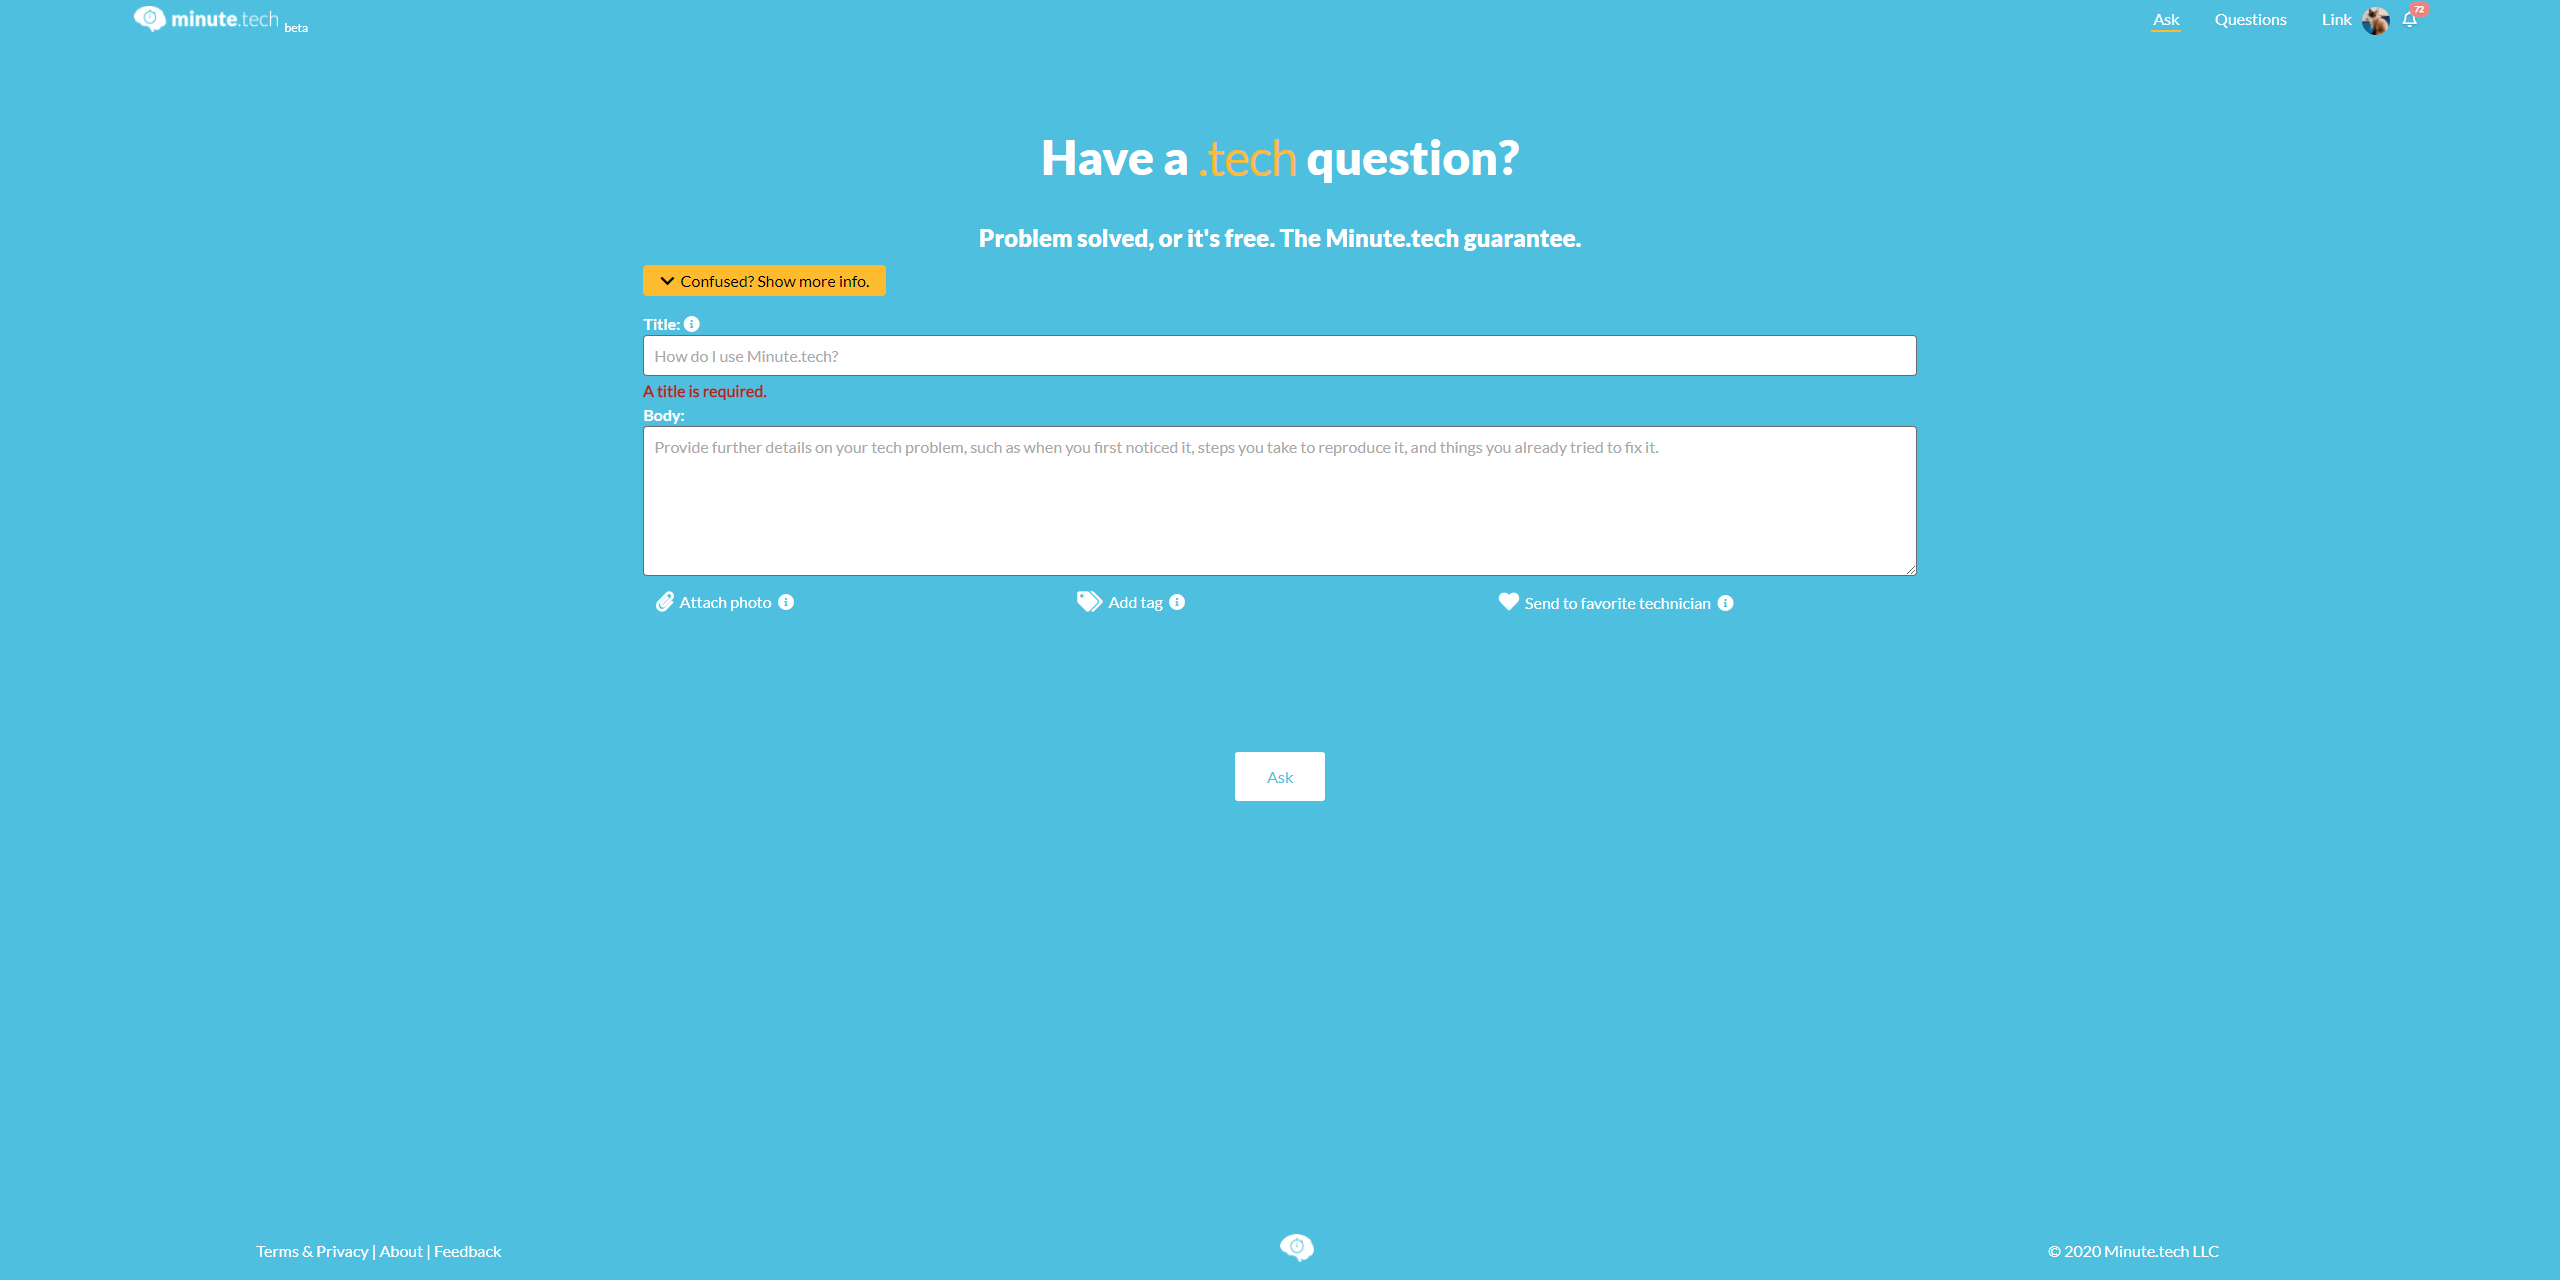 minute.tech beta
Ask Questions Link 72
Have a .tech question?
Problem solved, or it's free. The Minute.tech guarantee.
Confused? Show more info.
Title:
How do I use Minute.tech?
A title is required.
Body:
Provide further details on your tech problem, such as when you first noticed it, steps you take to reproduce it, and things you already tried to fix it.
Attach photo Add tag Send to favorite technician
Ask
Terms & Privacy | About | Feedback © 2020 Minute.tech LLC